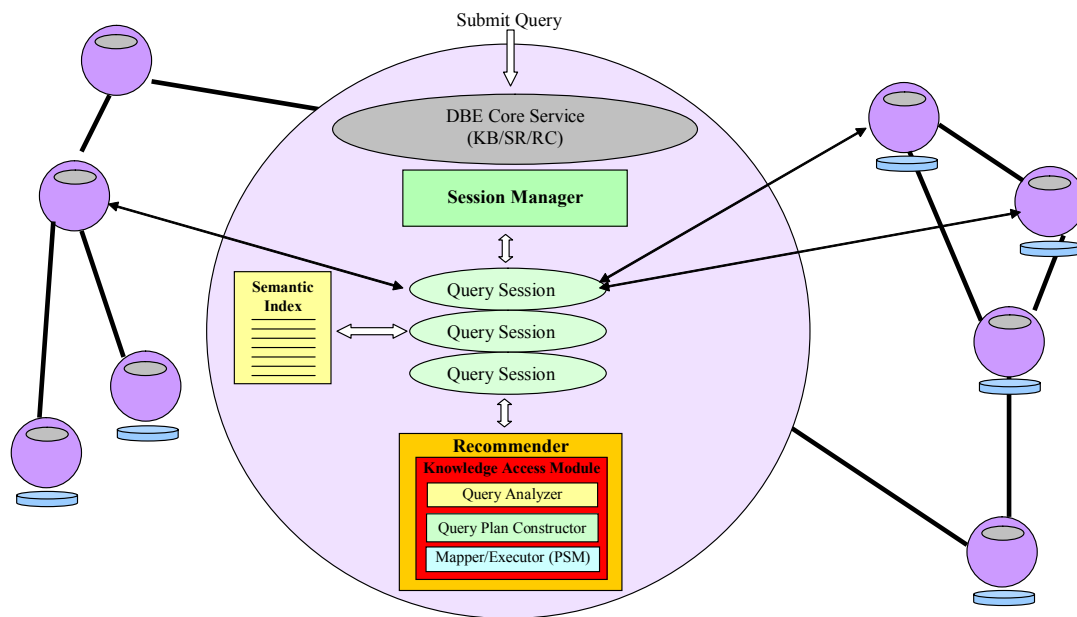 Submit Query
DBE Core Service
(KB/SR/RC)
Session Manager
Semantic
Index
Query Session
Query Session
Query Session
Recommender
Knowledge Access Module
Query Analyzer
Query Plan Constructor
Mapper/Executor (PSM)